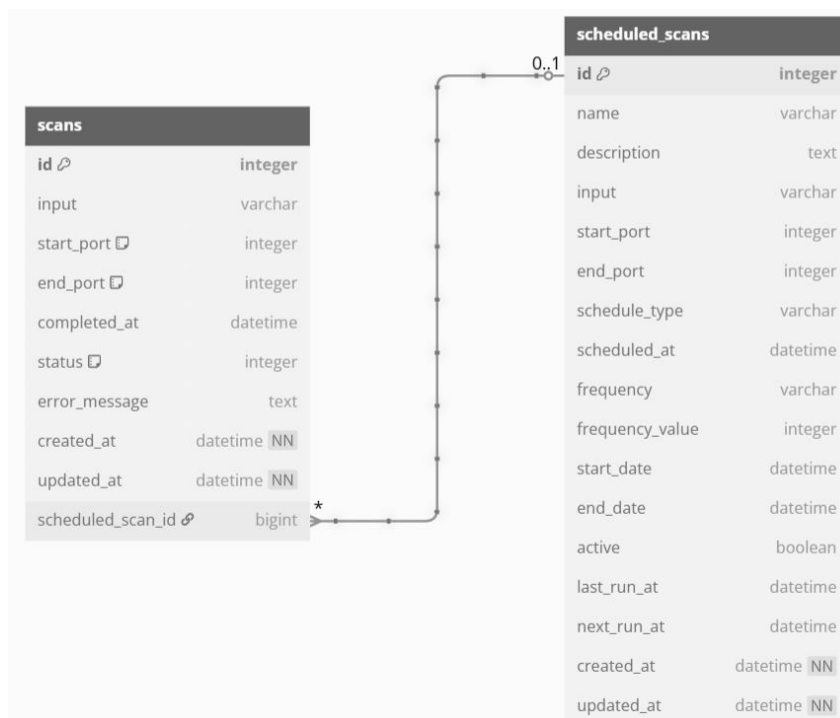 scans
id integer
input varchar
start_port integer
end_port integer
completed_at datetime
status integer
error_message text
created_at datetime NN
updated_at datetime NN
scheduled_scan_id bigint
*
0..1
scheduled_scans
id integer
name varchar
description text
input varchar
start_port integer
end_port integer
schedule_type varchar
scheduled_at datetime
frequency varchar
frequency_value integer
start_date datetime
end_date datetime
active boolean
last_run_at datetime
next_run_at datetime
created_at datetime NN
updated_at datetime NN